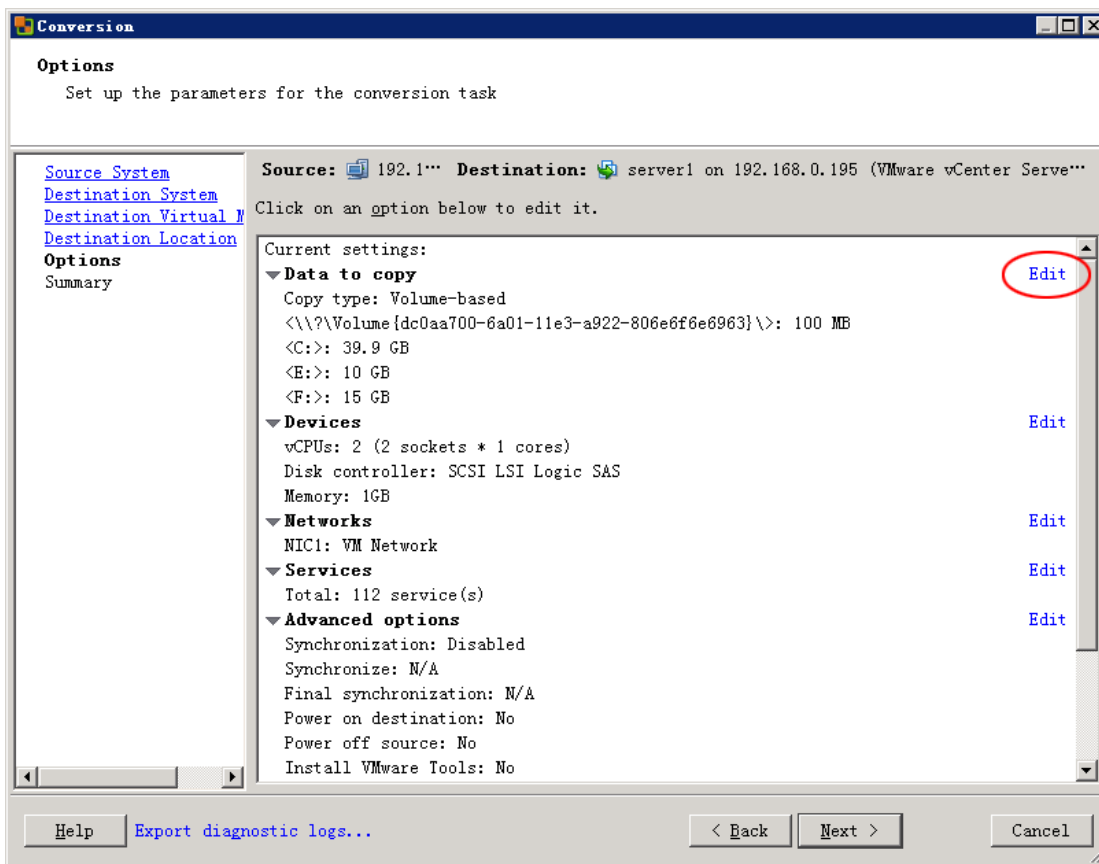 Conversion
Options
Set up the parameters for the conversion task
Source System
Destination System
Destination Virtual M
Destination Location
Options
Summary
Source: 192.1… Destination: server1 on 192.168.0.195 (VMware vCenter Serve…
Click on an option below to edit it.
Current settings:
Data to copy Edit
Copy type: Volume-based
<\\?\Volume{dc0aa700-6a01-11e3-a922-806e6f6e6963}\>: 100 MB
<C:>: 39.9 GB
<E:>: 10 GB
<F:>: 15 GB
Devices Edit
vCPUs: 2 (2 sockets * 1 cores)
Disk controller: SCSI LSI Logic SAS
Memory: 1GB
Networks Edit
NIC1: VM Network
Services Edit
Total: 112 service(s)
Advanced options Edit
Synchronization: Disabled
Synchronize: N/A
Final synchronization: N/A
Power on destination: No
Power off source: No
Install VMware Tools: No
Help Export diagnostic logs... < Back Next > Cancel